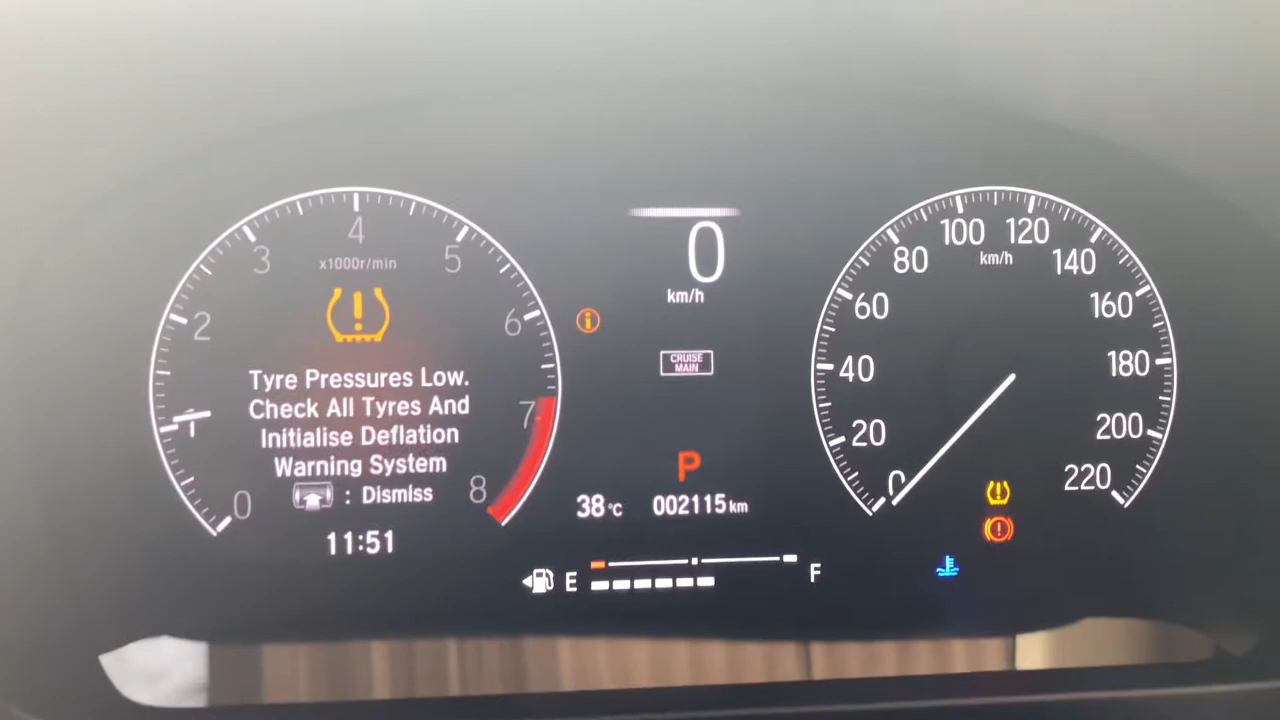 4
3
5
x1000r/min
2
6
1
7
0
8
Tyre Pressures Low.
Check All Tyres And
Initialise Deflation
Warning System
: Dismiss
11:51
0
km/h
CRUISE
MAIN
P
38°C
002115 km
E
F
100
120
80
km/h
140
60
160
40
180
20
200
0
220